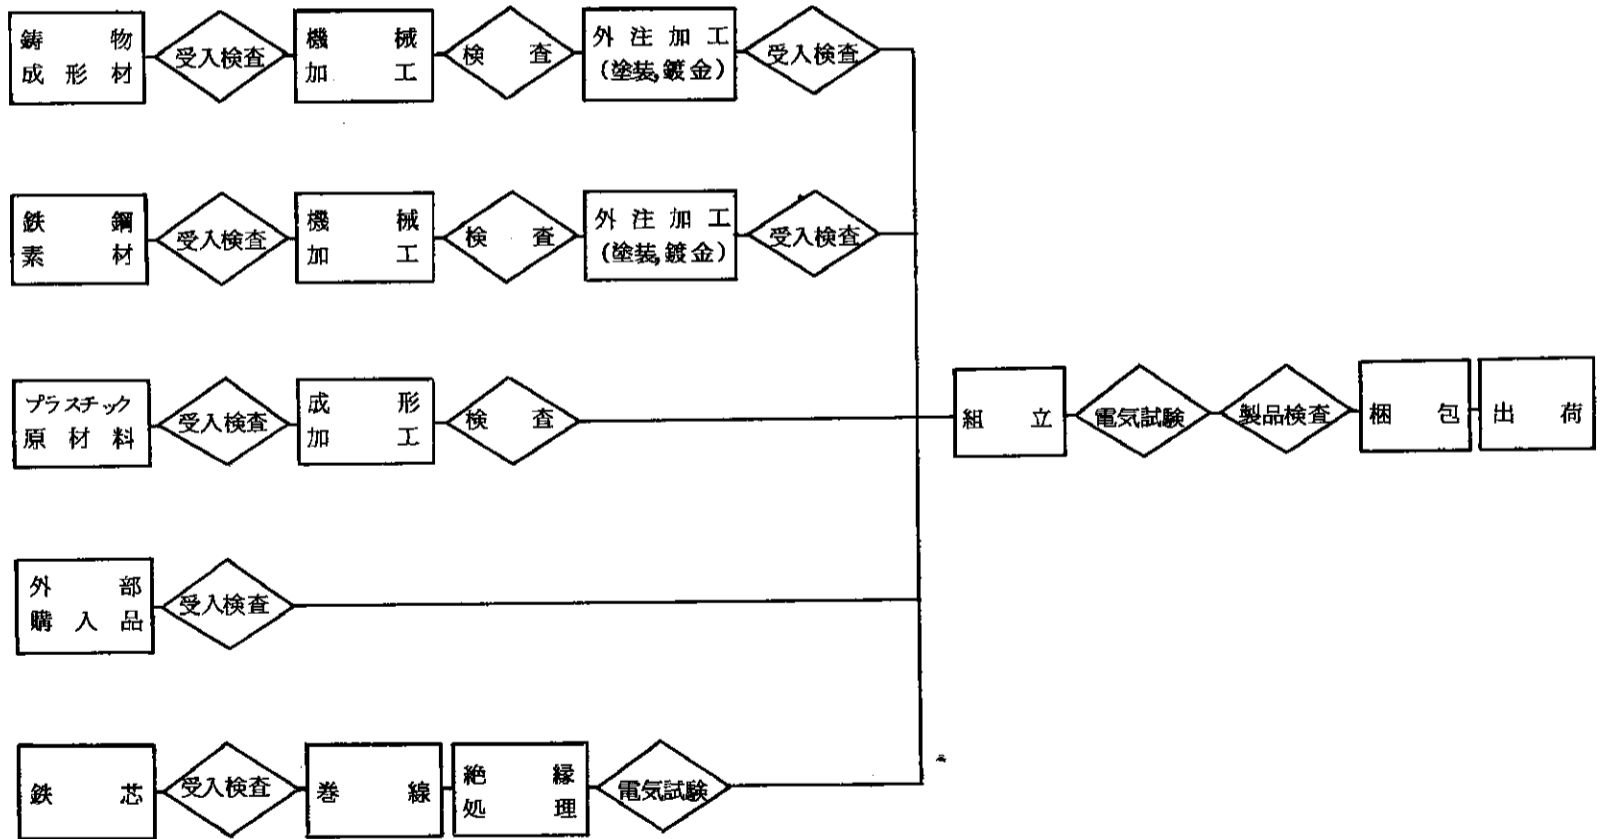 鋳物
成形材
受入検査
機械
加工
検査
外注加工
(塗装,鍍金)
受入検査
鉄鋼
素材
受入検査
機械
加工
検査
外注加工
(塗装,鍍金)
受入検査
プラスチック
原材料
受入検査
成形
加工
検査
組立
電気試験
製品検査
梱包
出荷
外部
購入品
受入検査
鉄芯
受入検査
巻線
絶縁
処理
電気試験